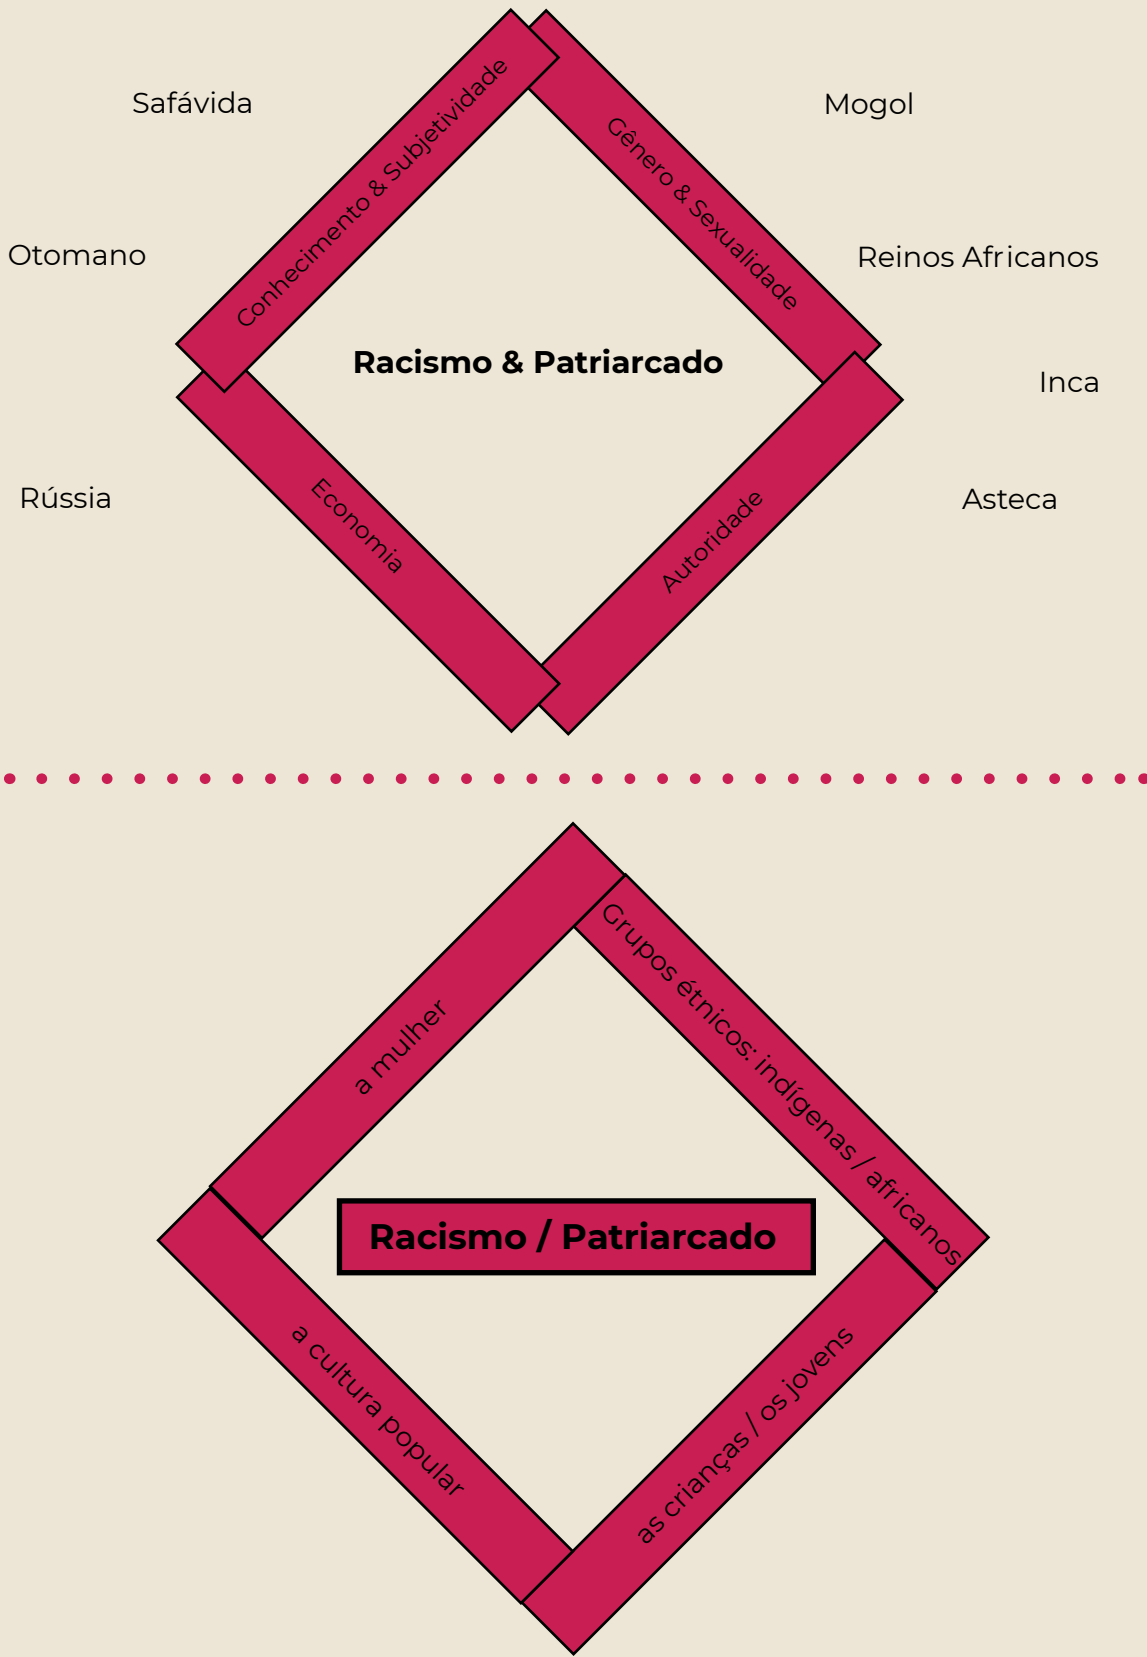 Safávida
Mogol
Conhecimento & Subjetividade
Gênero & Sexualidade
Otomano
Reinos Africanos
Racismo & Patriarcado
Inca
Rússia
Asteca
Economia
Autoridade
a mulher
Grupos étnicos: indígenas / africanos
Racismo / Patriarcado
a cultura popular
as crianças / os jovens